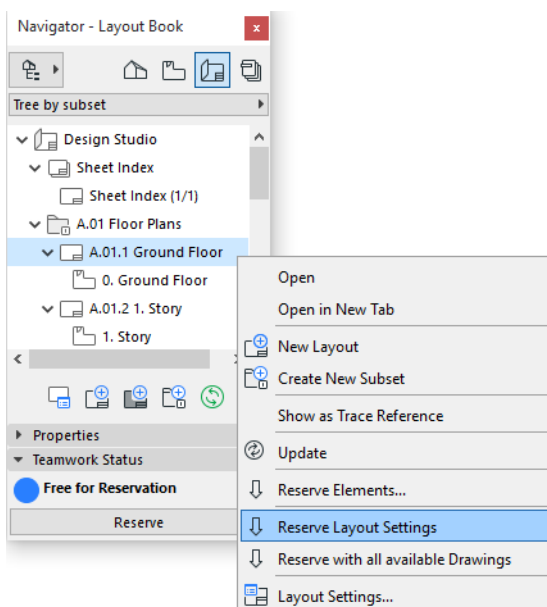 Navigator - Layout Book
x
Tree by subset
Design Studio
Sheet Index
Sheet Index (1/1)
A.01 Floor Plans
A.01.1 Ground Floor
0. Ground Floor
A.01.2 1. Story
1. Story
Properties
Teamwork Status
Free for Reservation
Reserve
Open
Open in New Tab
New Layout
Create New Subset
Show as Trace Reference
Update
Reserve Elements...
Reserve Layout Settings
Reserve with all available Drawings
Layout Settings...